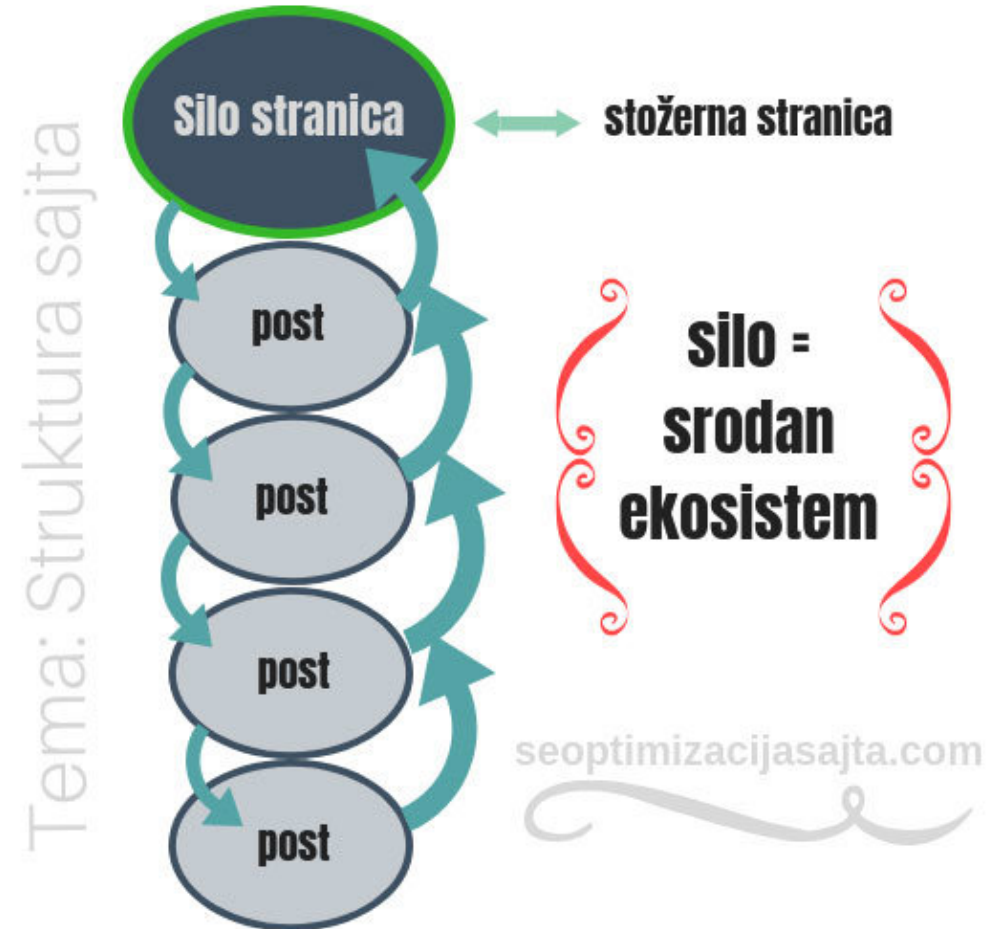 Tema: Struktura sajta
Silo stranica
stožerna stranica
post
post
post
post
silo =
srodan
ekosistem
seoptimizacijasajta.com